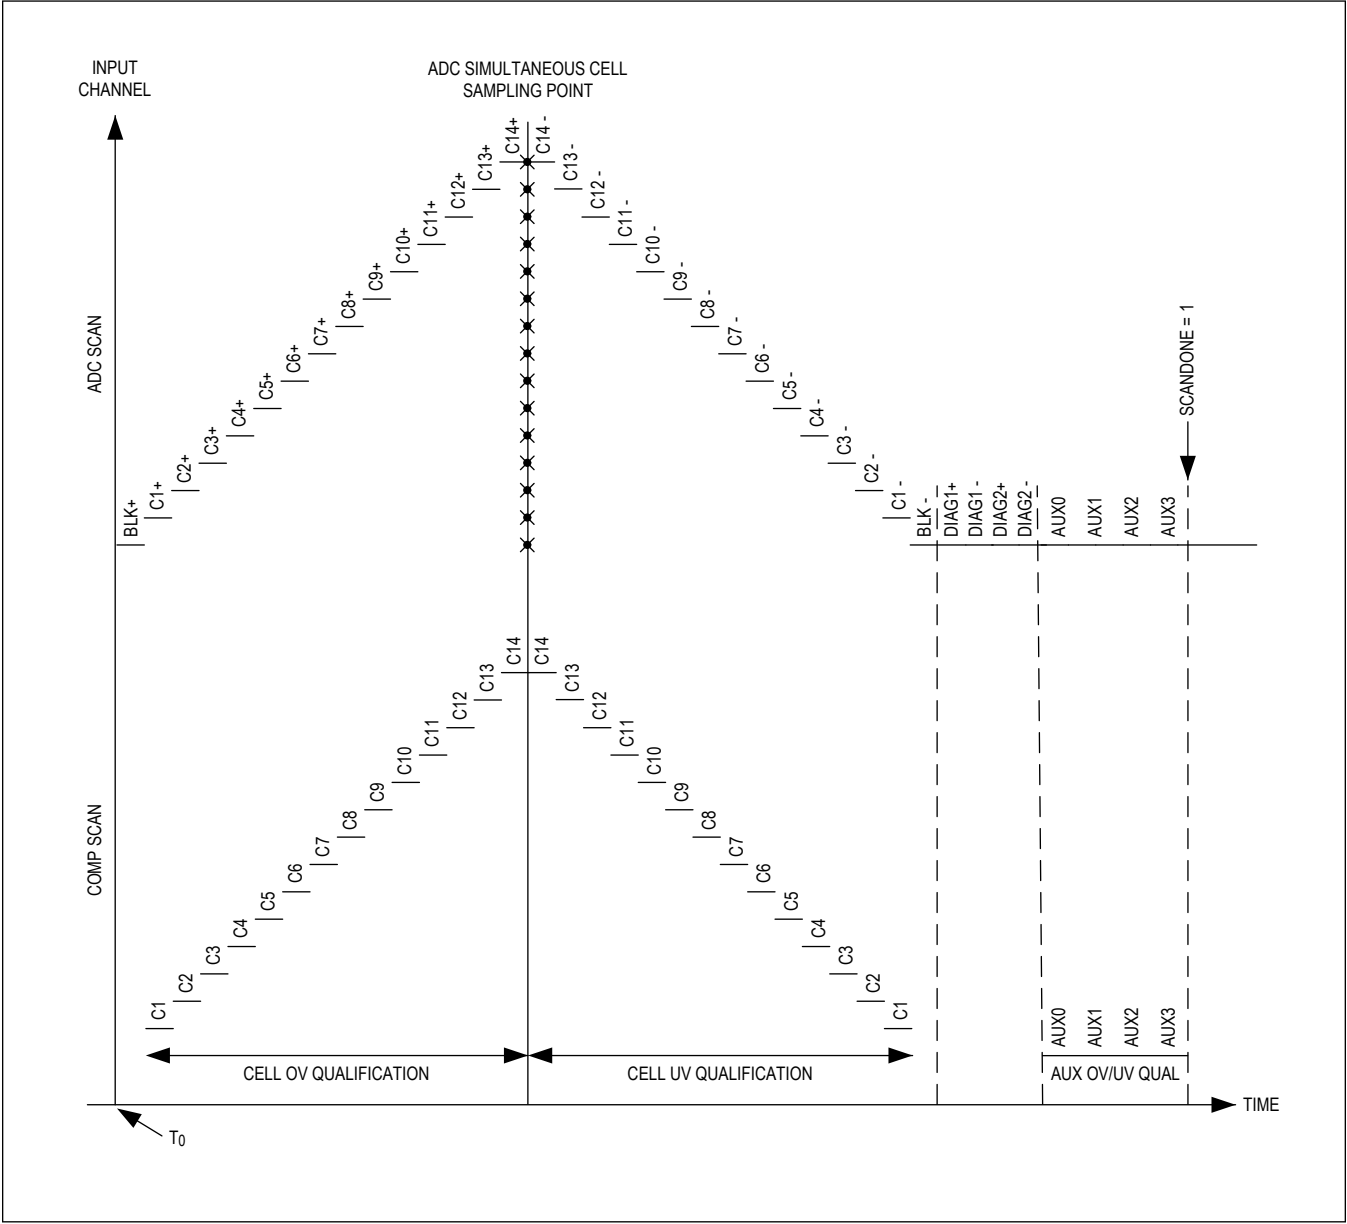 INPUT
CHANNEL
ADC SIMULTANEOUS CELL
SAMPLING POINT
ADC SCAN
BLK+
C1+
C2+
C3+
C4+
C5+
C6+
C7+
C8+
C9+
C10+
C11+
C12+
C13+
C14+
C14 -
C13 -
C12 -
C11 -
C10 -
C9 -
C8 -
C7 -
C6 -
C5 -
C4 -
C3 -
C2 -
C1 -
BLK -
DIAG1+
DIAG1 -
DIAG2+
DIAG2 -
AUX0
AUX1
AUX2
AUX3
SCANDONE = 1
COMP SCAN
C1
C2
C3
C4
C5
C6
C7
C8
C9
C10
C11
C12
C13
C14
C14
C13
C12
C11
C10
C9
C8
C7
C6
C5
C4
C3
C2
C1
AUX0
AUX1
AUX2
AUX3
CELL OV QUALIFICATION
CELL UV QUALIFICATION
AUX OV/UV QUAL
TIME
T0